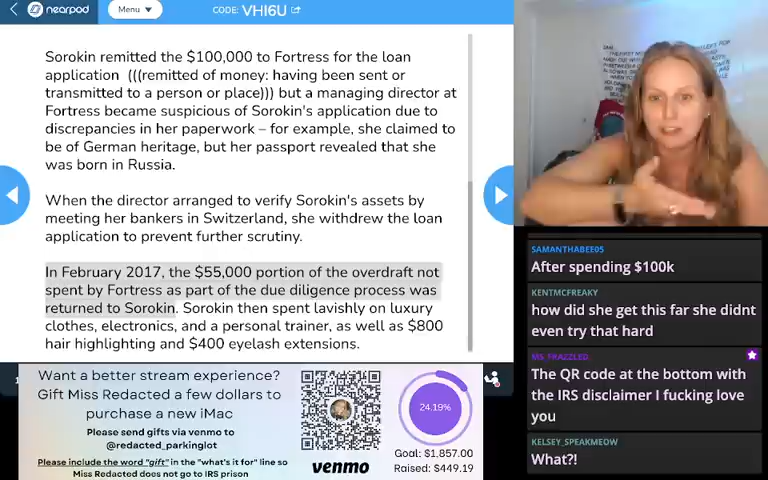 nearpod
Menu
CODE: VHI6U
Sorokin remitted the $100,000 to Fortress for the loan
application (((remitted of money: having been sent or
transmitted to a person or place))) but a managing director at
Fortress became suspicious of Sorokin's application due to
discrepancies in her paperwork – for example, she claimed to
be of German heritage, but her passport revealed that she
was born in Russia.
When the director arranged to verify Sorokin's assets by
meeting her bankers in Switzerland, she withdrew the loan
application to prevent further scrutiny.
In February 2017, the $55,000 portion of the overdraft not
spent by Fortress as part of the due diligence process was
returned to Sorokin. Sorokin then spent lavishly on luxury
clothes, electronics, and a personal trainer, as well as $800
hair highlighting and $400 eyelash extensions.
Want a better stream experience?
Gift Miss Redacted a few dollars to
purchase a new iMac
Please send gifts via venmo to
@redacted_parkinglot
Please include the word "gift" in the "what's it for" line so
Miss Redacted does not go to IRS prison
venmo
24.19%
Goal: $1,857.00
Raised: $449.19
SAMANTHABEE05
After spending $100k
KENTMCFREAKY
how did she get this far she didnt
even try that hard
MS_FRAZZLED
The QR code at the bottom with
the IRS disclaimer I fucking love
you
KELSEY_SPEAKMEOW
What?!